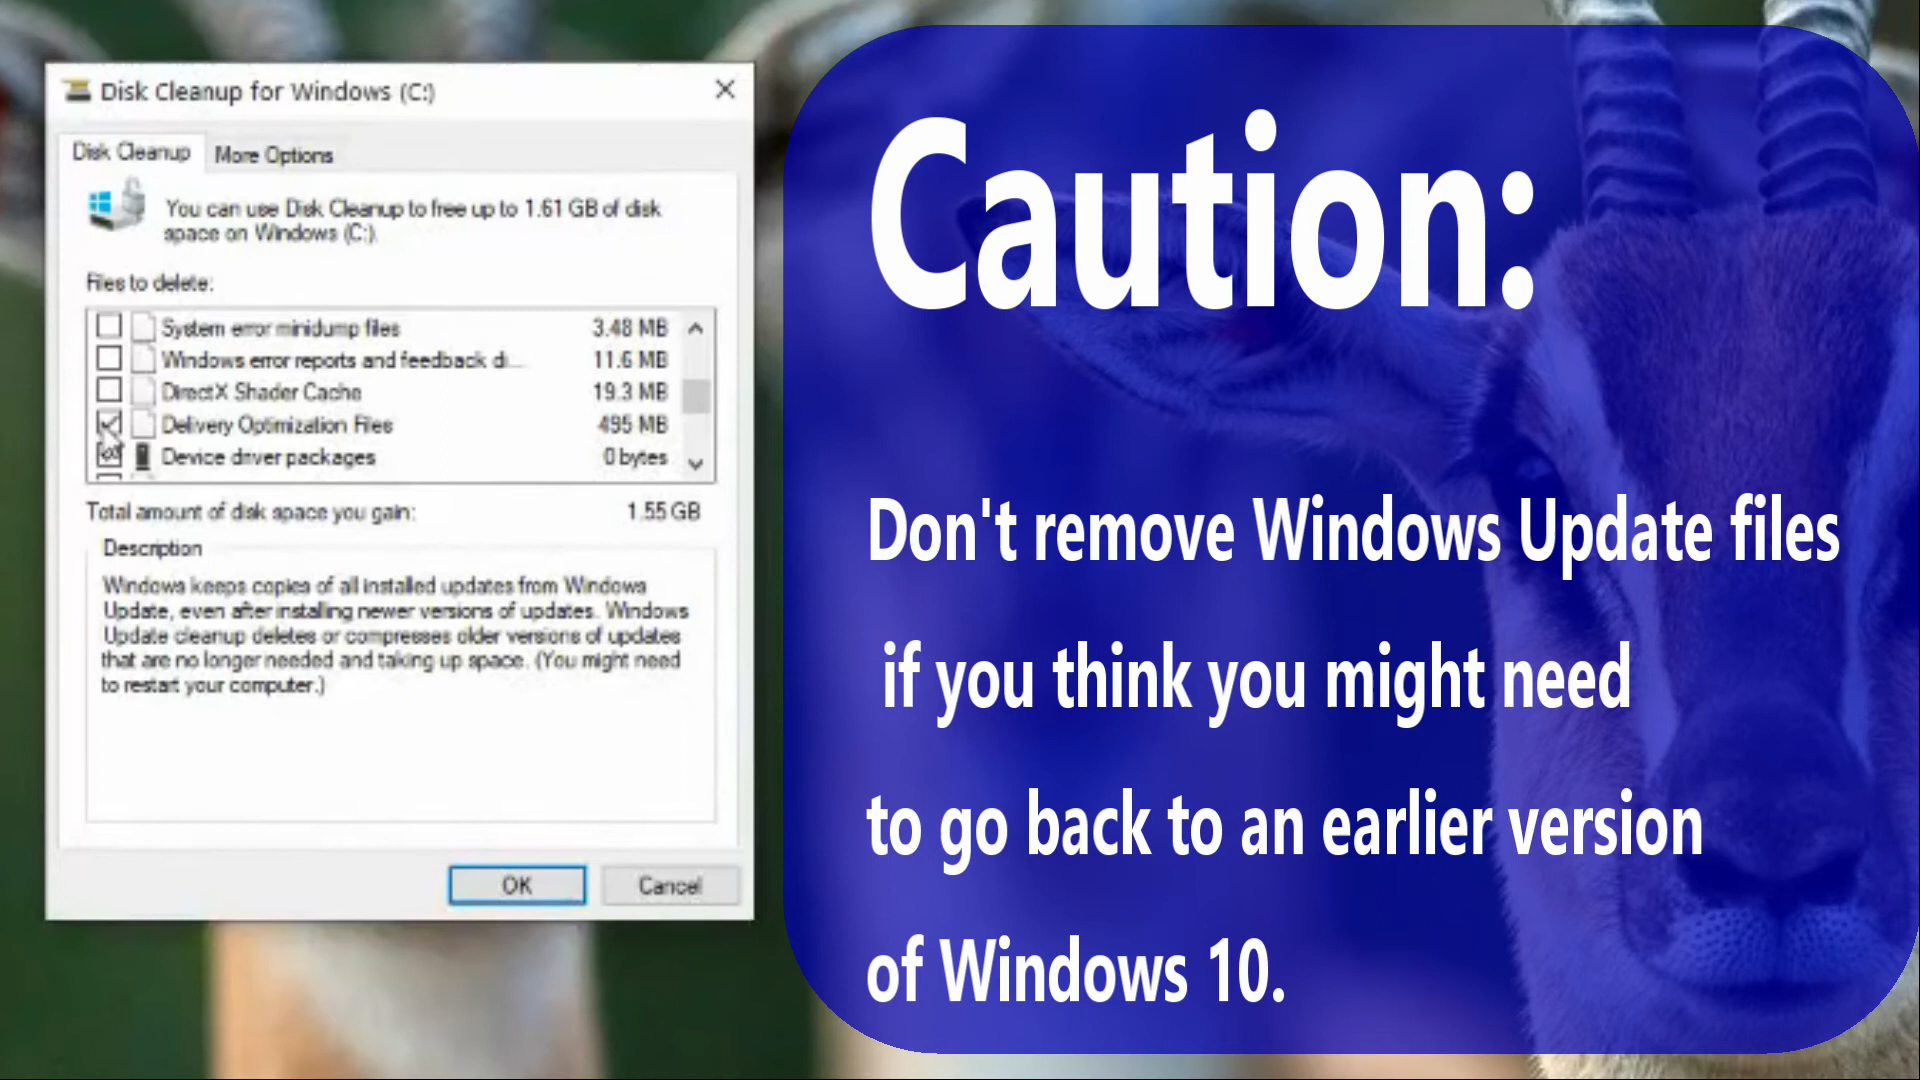 Disk Cleanup for Windows (C:)
Disk Cleanup
More Options
You can use Disk Cleanup to free up to 1.61 GB of disk
space on Windows (C:).
Files to delete:
System error minidump files 3.48 MB
Windows error reports and feedback di... 11.6 MB
DirectX Shader Cache 19.3 MB
Delivery Optimization Files 495 MB
Device driver packages 0 bytes
Total amount of disk space you gain: 1.55 GB
Description
Windows keeps copies of all installed updates from Windows
Update, even after installing newer versions of updates. Windows
Update cleanup deletes or compresses older versions of updates
that are no longer needed and taking up space. (You might need
to restart your computer.)
OK
Cancel
Caution:
Don't remove Windows Update files
if you think you might need
to go back to an earlier version
of Windows 10.